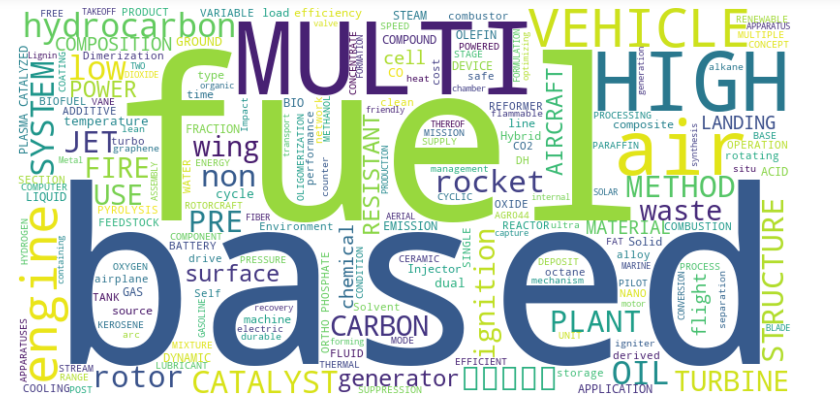 FREE TAKEOFF PRODUCT VARIABLE load efficiency STEAM combustor RENEWABLE
hydrocarbon MULTI valve SPEED OLEFIN VEHICLE APPARATUS
COMPOSITION GROUND COMPOUND POWERED MULTIPLE
Lignin Dimerization CONCENTRATE FORMATION cell STAGE FORMULATION optimizing CONCEPT
PLASMA CATALYZED SYSTEM COATING low TWO DIOXIDE type CO DEVICE HIGH generation alkane
POWER organic heat cost safe
BIOFUEL VANE time fuel BIO clean chamber AIRCRAFT
ADDITIVE Impact network METHANOL friendly REFORMER flammable PROCESSING LANDING
temperature FRACTION transport OLIGOMERIZATION performance RESISTANT THEREOF line composite air synthesis BASE
JET lean turbo graphene wing counter PRODUCTION MISSION Hybrid PARAFFIN OPERATION
Metal FIRE ASSEMBLY WATER ENERGY SUPPLY CO2 rotating
SECTION non management DH situ ACID
COMPUTER USE cycle rocket SOLAR METHOD
LIQUID PYROLYSIS ROTORCRAFT CYCLIC internal
HYDROGEN engine FEEDSTOCK PRE FIBER AERIAL OXIDE AGRO44 waste
COMPONENT Environment EMISSION REACTOR ultra MATERIAL COMBUSTION STRUCTURE
containing based BATTERY chemical CONDITION capture FAT Solid
OXYGEN drive PRESSURE CERAMIC SINGLE ignition DEPOSIT alloy PROCESS
airplane surface Injector octane MARINE CONVERSION flight separation
TANK GAS Self ORTHO PHOSPHATE dual mechanism PILOT
source GASOLINE recovery Solvent NANO motor
KEROSENE machine CARBON PLANT
arc electric durable UNIT BLADE
APPARATUSES MIXTURE forming MODE igniter
DYNAMIC FLUID derived
STREAM LUBRICANT THERMAL EFFICIENT
RANGE rotor CATALYST generator storage OIL TURBINE
COOLING POST SUPPRESSION APPLICATION